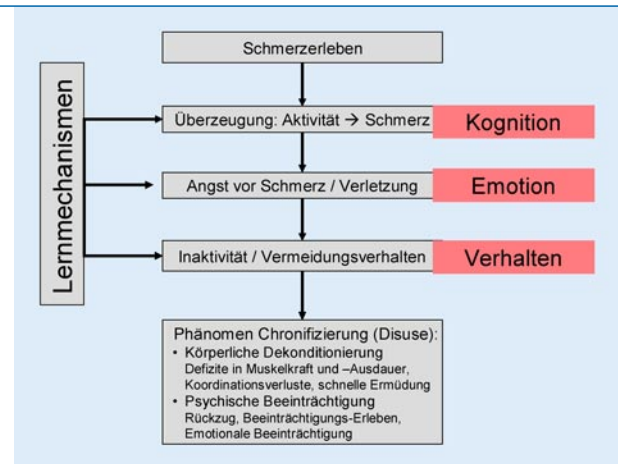 Schmerzerleben
Lernmechanismen
Überzeugung: Aktivität → Schmerz
Kognition
Angst vor Schmerz / Verletzung
Emotion
Inaktivität / Vermeidungsverhalten
Verhalten
Phänomen Chronifizierung (Disuse):
• Körperliche Dekonditionierung
Defizite in Muskelkraft und –Ausdauer,
Koordinationsverluste, schnelle Ermüdung
• Psychische Beeinträchtigung
Rückzug, Beeinträchtigungs-Erleben,
Emotionale Beeinträchtigung